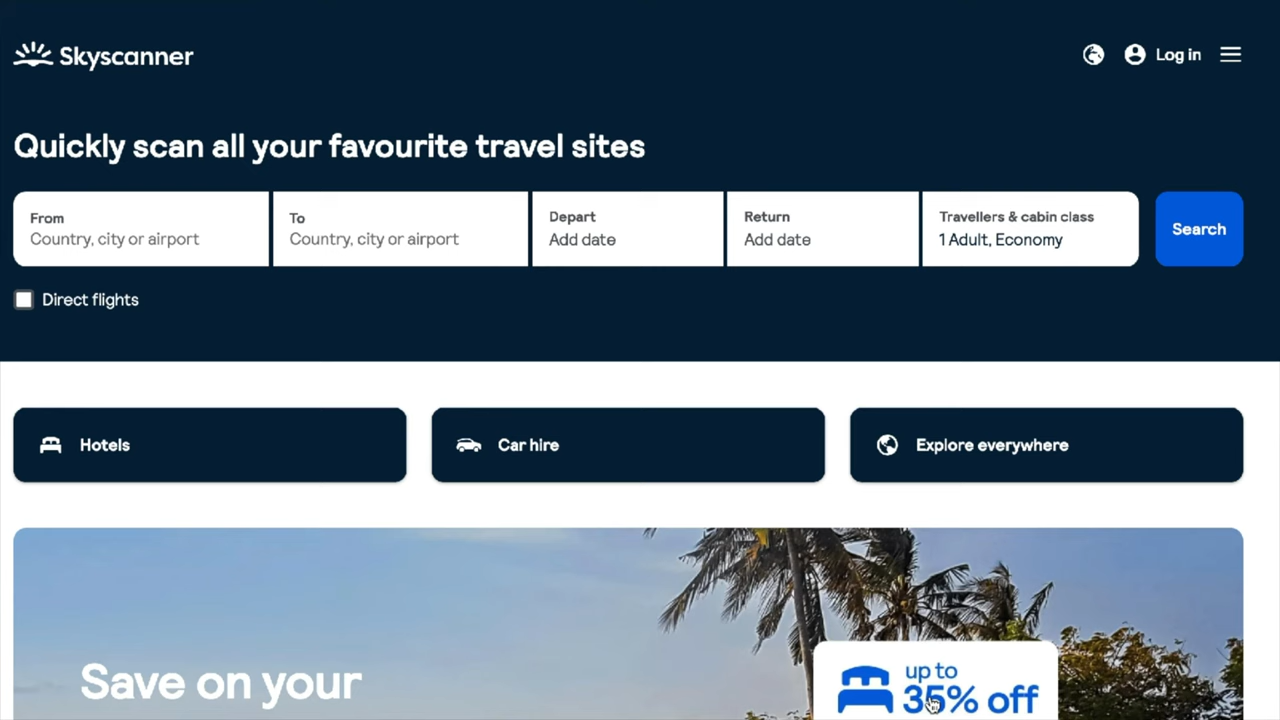 Skyscanner
Log in
Quickly scan all your favourite travel sites
From
Country, city or airport
To
Country, city or airport
Depart
Add date
Return
Add date
Travellers & cabin class
1 Adult, Economy
Search
Direct flights
Hotels
Car hire
Explore everywhere
Save on your
up to
35% off